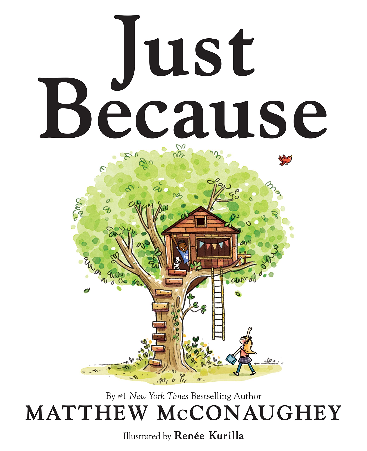 Just
Because
By #1 New York Times Bestselling Author
MATTHEW McCONAUGHEY
Illustrated by Renée Kurilla